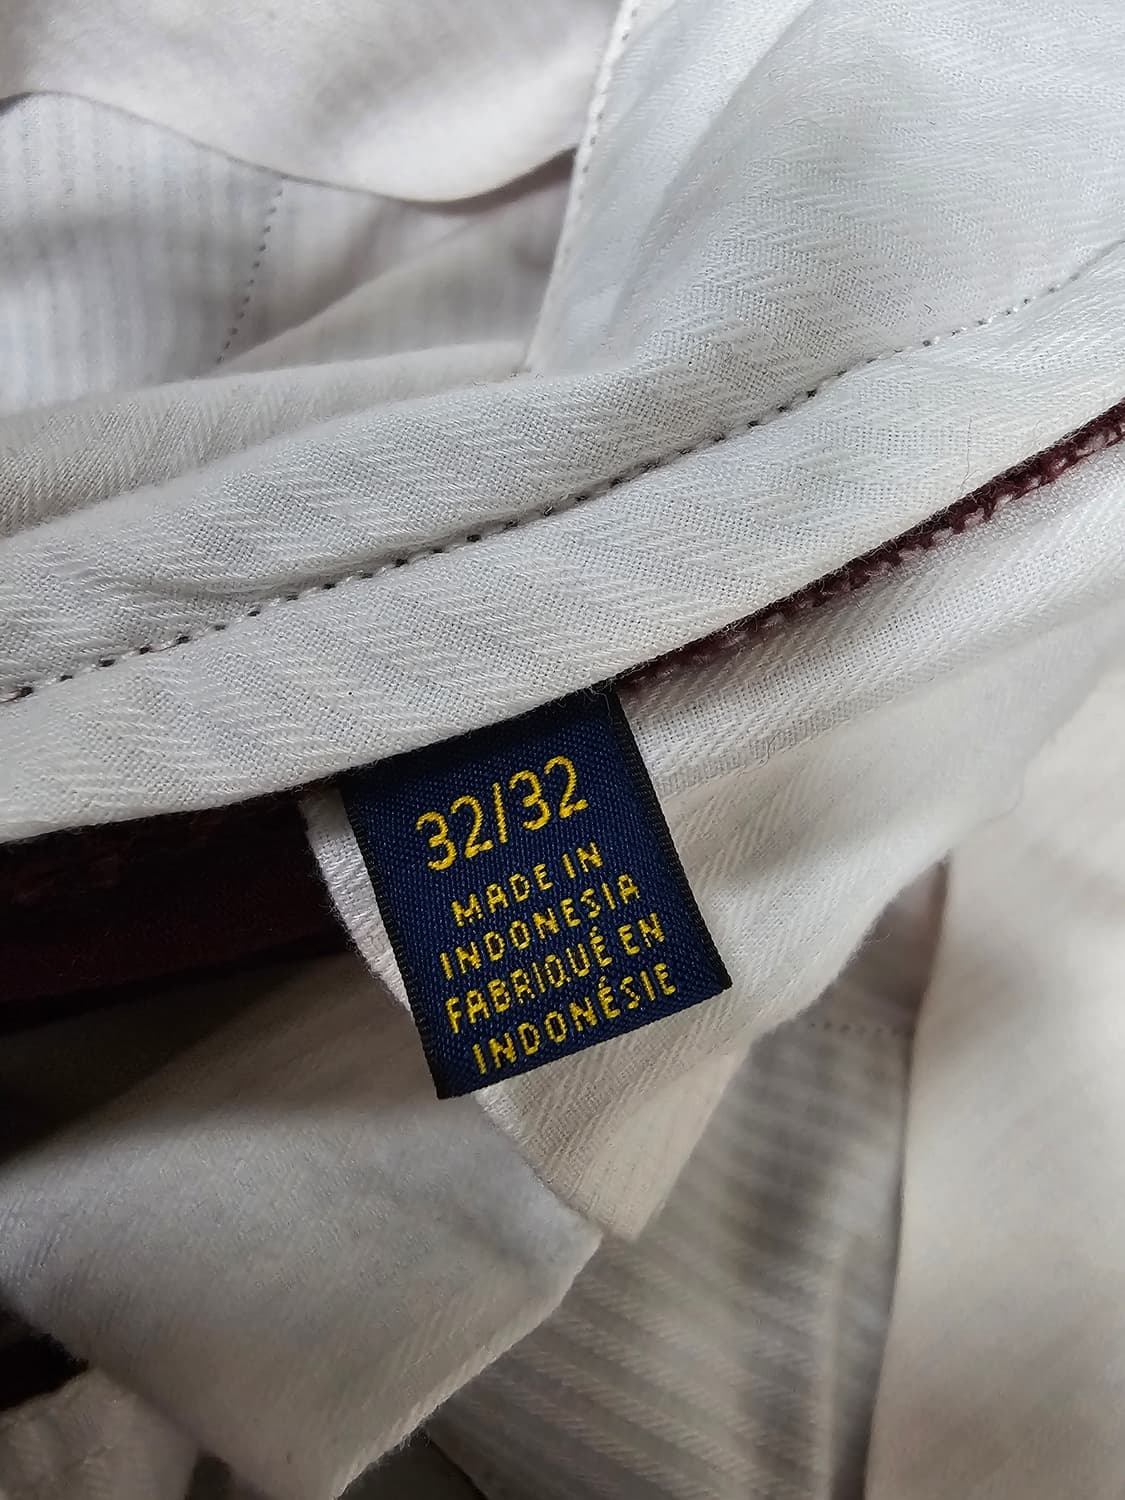 32/32
MADE IN
INDONESIA
FABRIQUÉ EN
INDONÉSIE